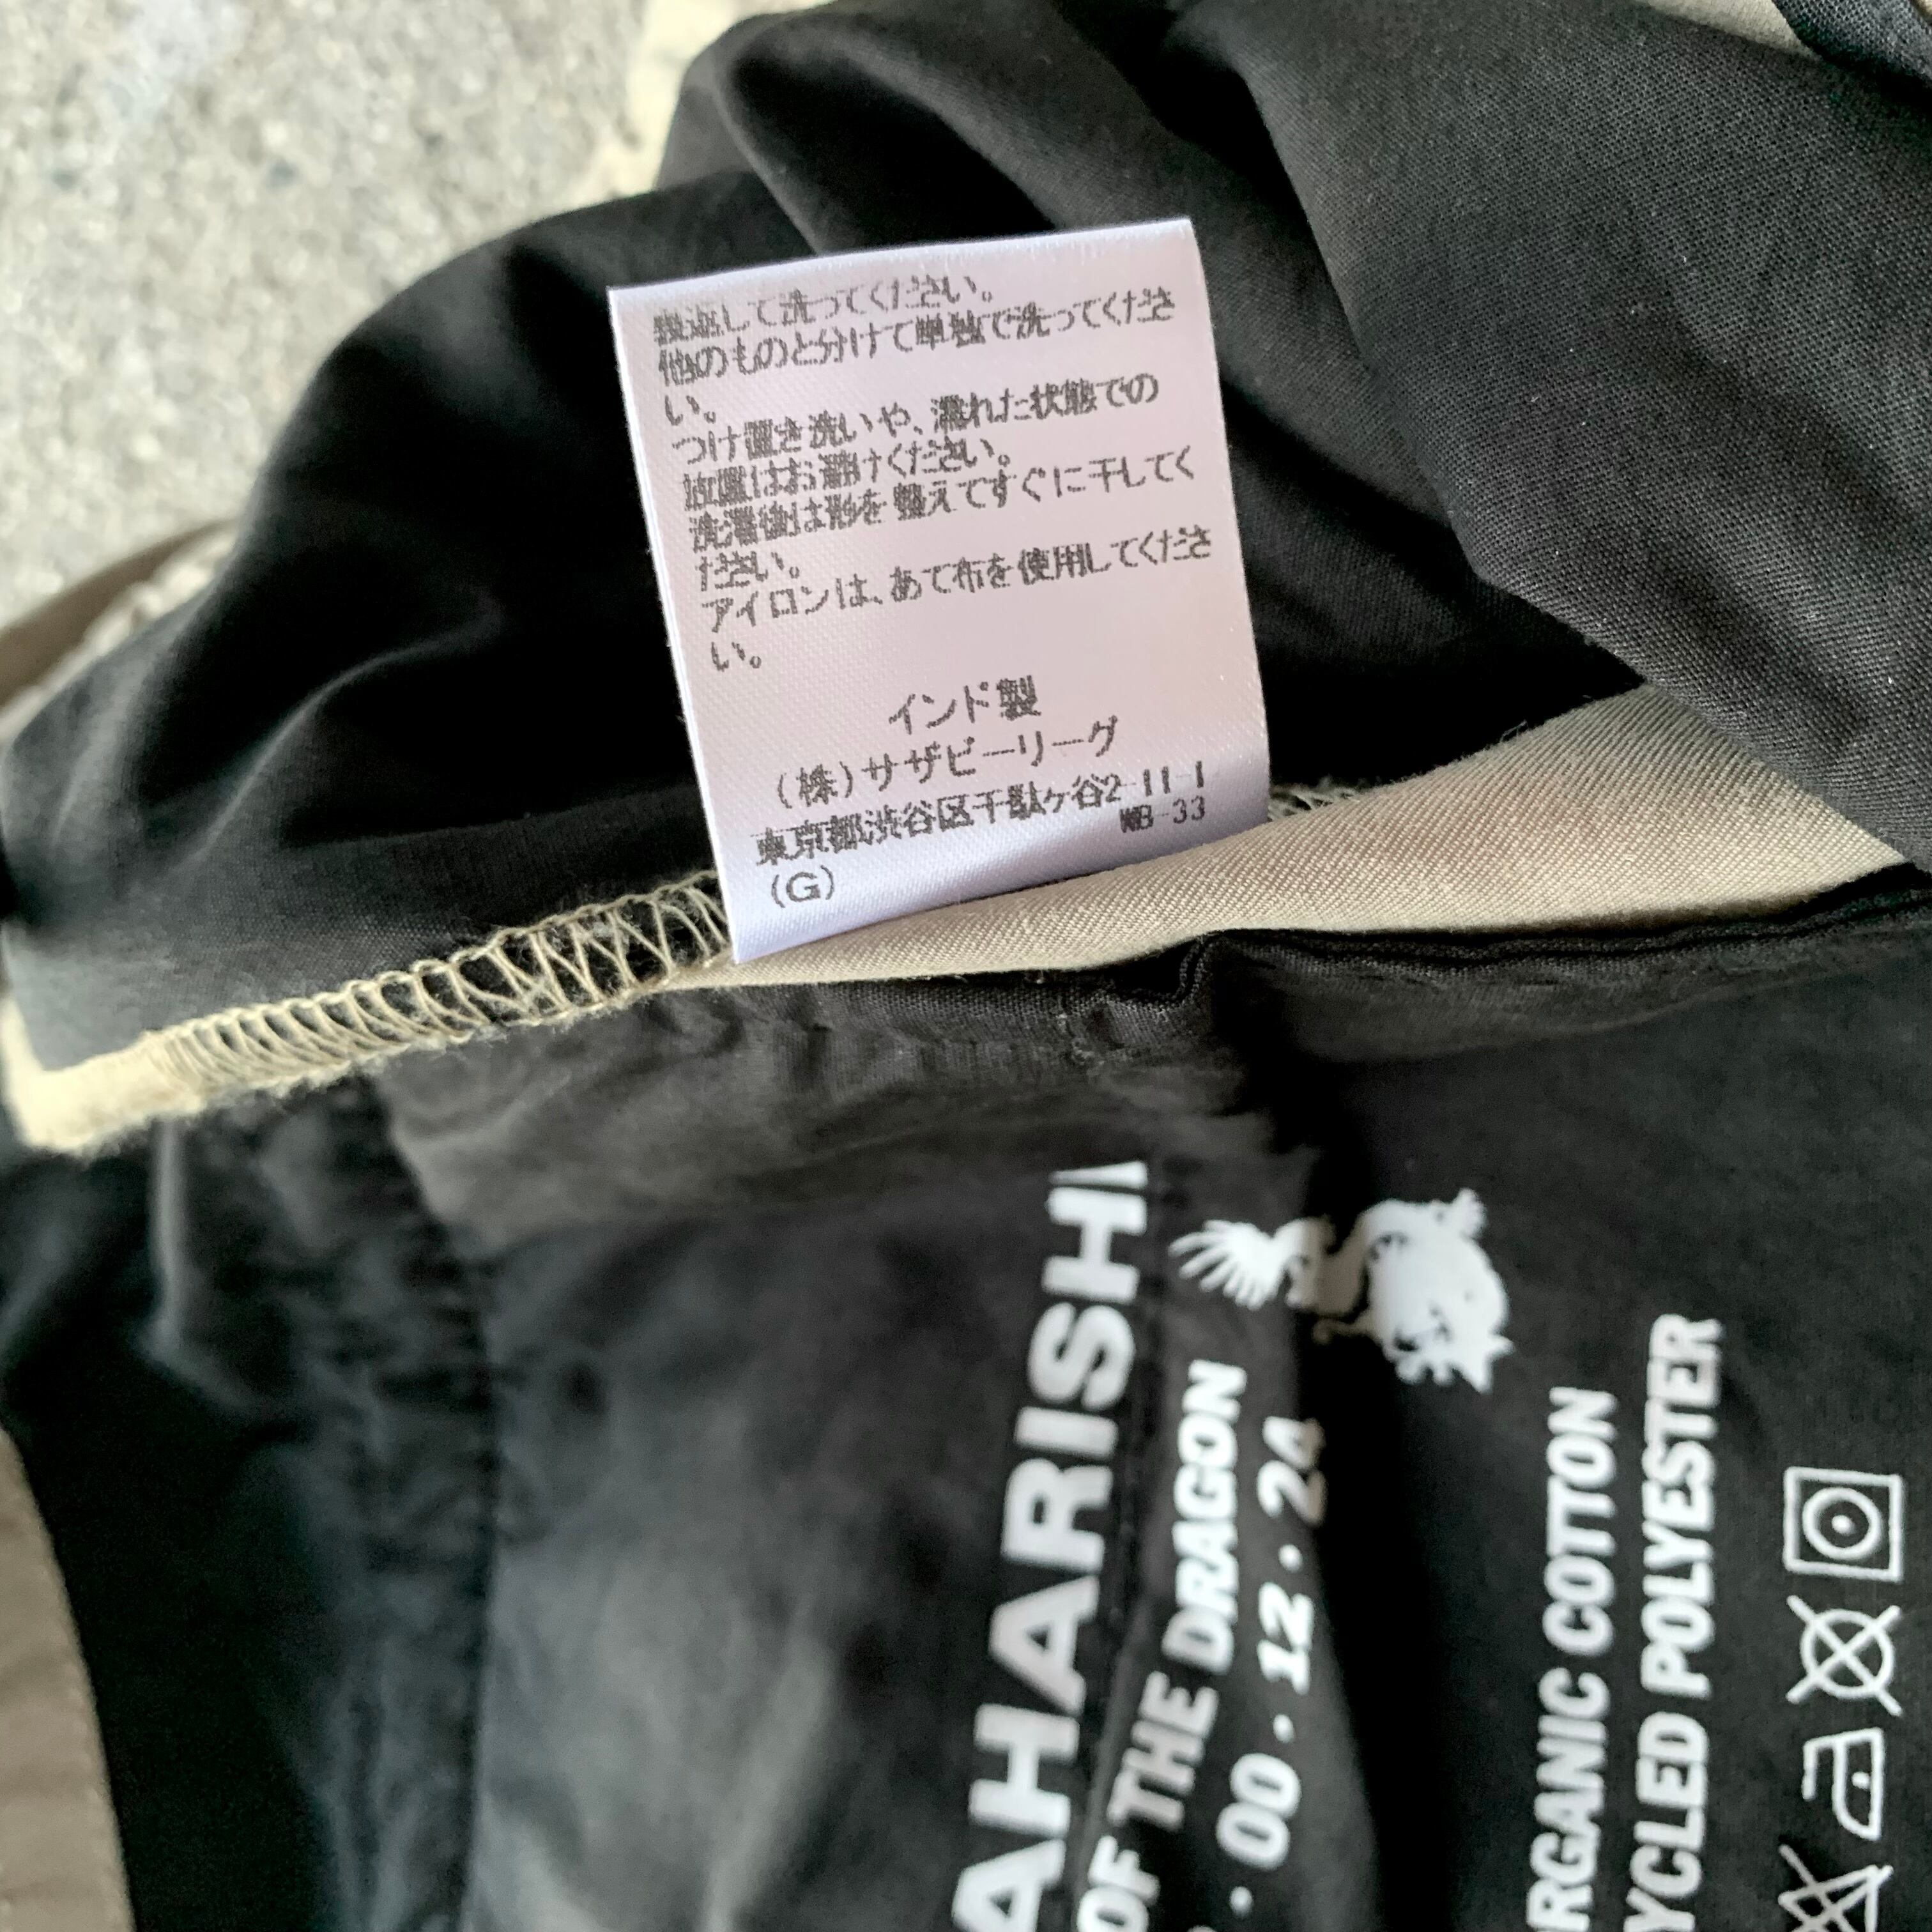 裏返して洗ってください。
他のものと分けて単独で洗ってくださ
い。
つけ置き洗いや、濡れた状態での
放置はお避けください。
洗濯後は形を整えてすぐに干してく
ださい。
アイロンは、あて布を使用してくださ
い。
インド製
(株)サザビーリーグ
東京都渋谷区千駄ヶ谷2-11-1
WB-33
(G)
AHARISHI
OF THE DRAGON
· 00 · 12 · 24
RGANIC COTTON
YCLED POLYESTER